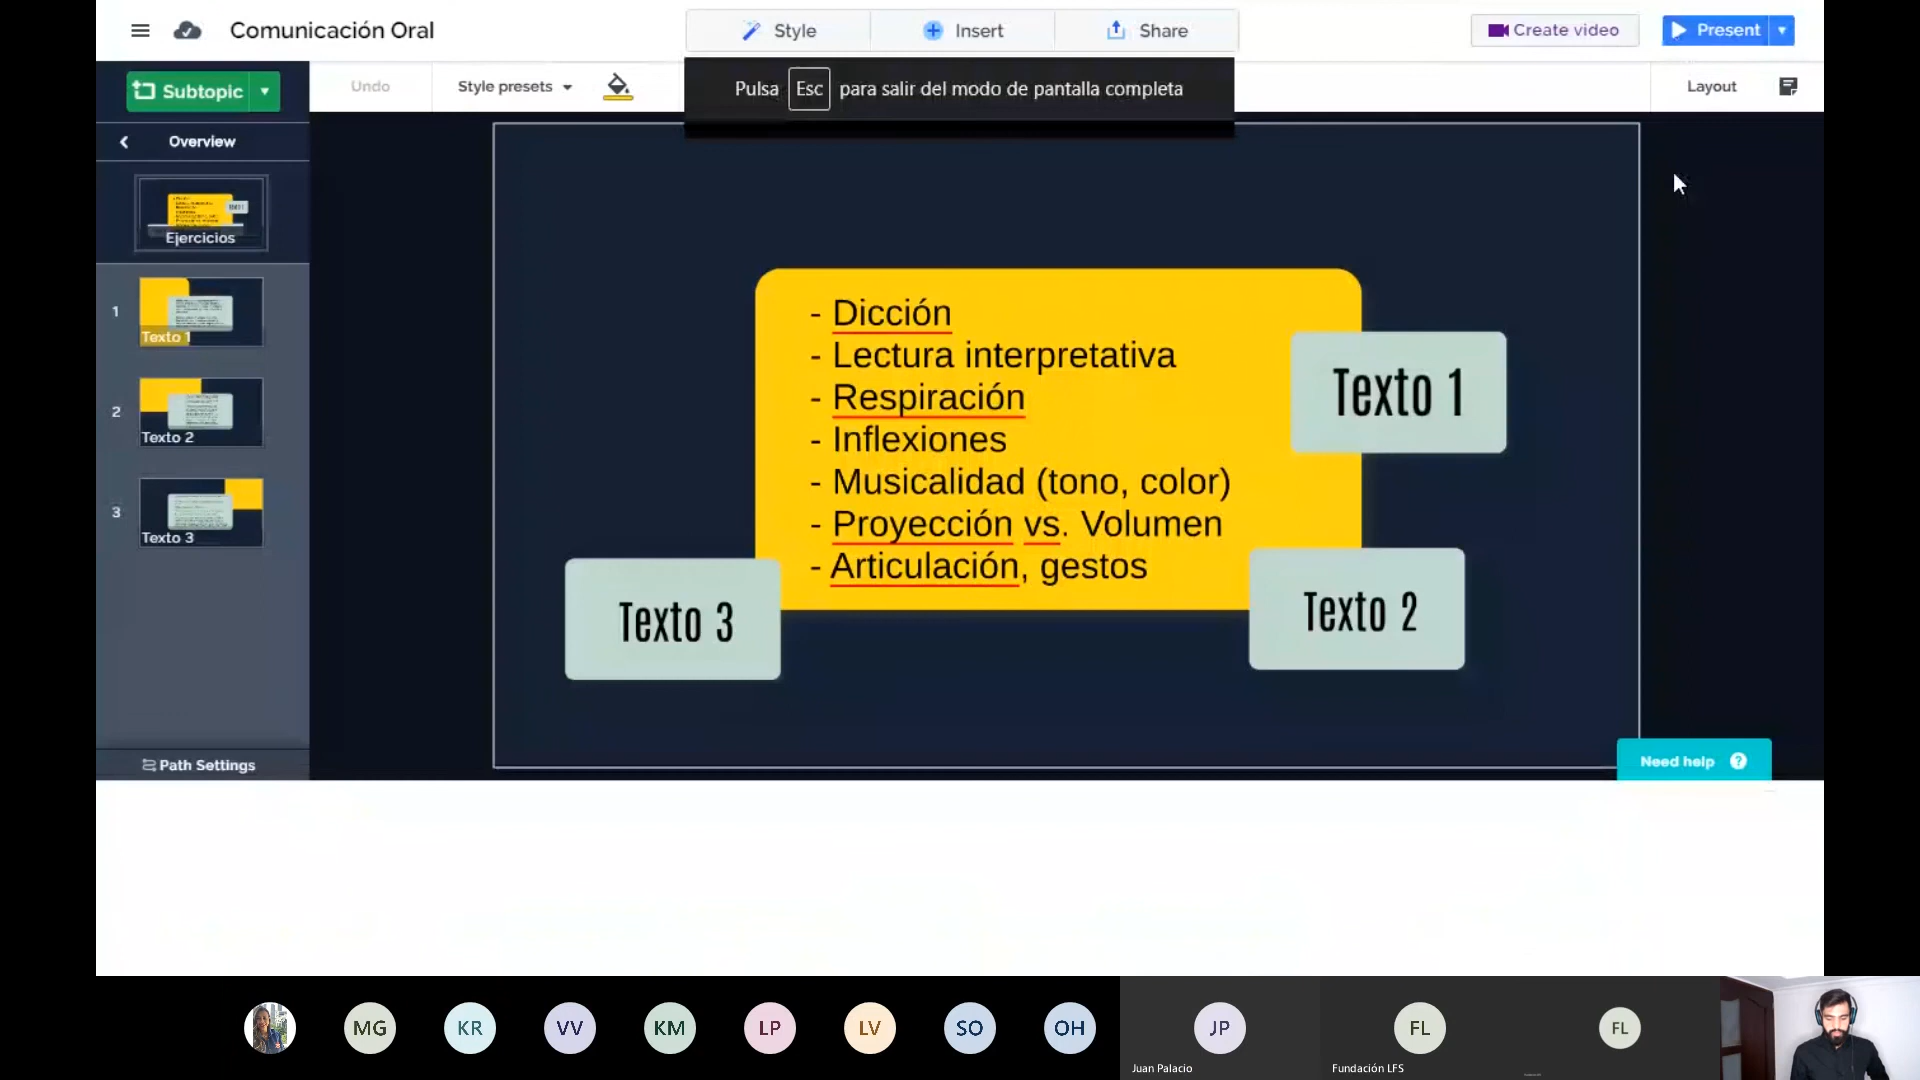 Comunicación Oral
Style
Insert
Share
Create video
Present
Subtopic
Undo
Style presets
Pulsa Esc para salir del modo de pantalla completa
Layout
Overview
Ejercicios
1
Texto 1
2
Texto 2
3
Texto 3
Path Settings
- Dicción
- Lectura interpretativa
- Respiración
- Inflexiones
- Musicalidad (tono, color)
- Proyección vs. Volumen
- Articulación, gestos
Texto 1
Texto 2
Texto 3
Need help ?
MG
KR
VV
KM
LP
LV
SO
OH
JP
Juan Palacio
FL
Fundación LFS
FL